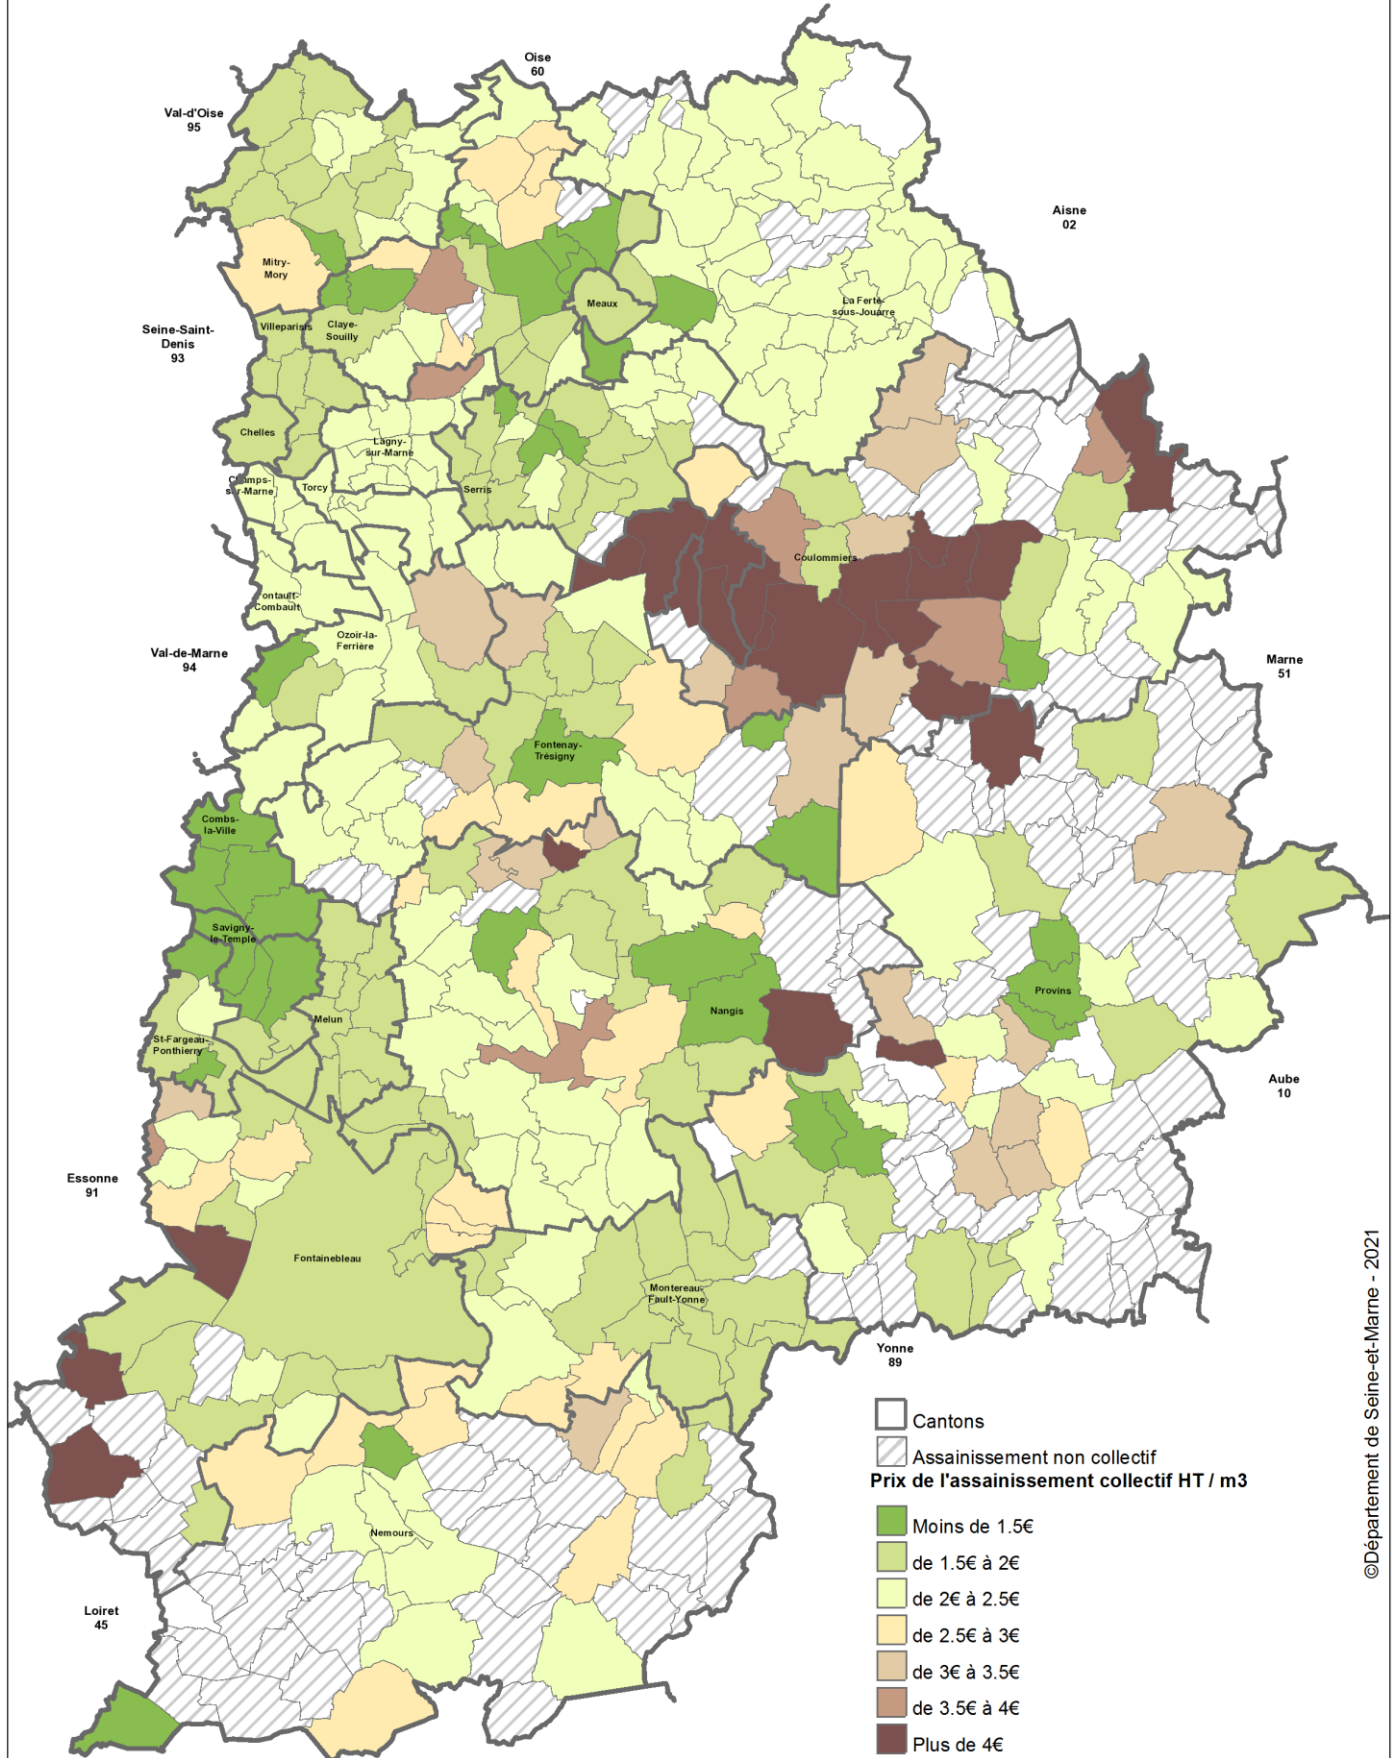 Oise
60
Val-d'Oise
95
Aisne
02
Mitry-
Mory
Meaux
La Ferté-
sous-Jouarre
Villeparisis
Claye-
Souilly
Seine-Saint-
Denis
93
Chelles
Lagny-
sur-Marne
Champs-
sur-Marne
Torcy
Serris
Coulommiers
Pontault-
Combault
Ozoir-la-
Ferrière
Val-de-Marne
94
Marne
51
Fontenay-
Trésigny
Combs-
la-Ville
Savigny-
le-Temple
Provins
Nangis
Melun
St-Fargeau-
Ponthierry
Aube
10
Essonne
91
Fontainebleau
Montereau-
Fault-Yonne
Yonne
89
Nemours
Loiret
45
Cantons
Assainissement non collectif
Prix de l'assainissement collectif HT / m3
Moins de 1.5€
de 1.5€ à 2€
de 2€ à 2.5€
de 2.5€ à 3€
de 3€ à 3.5€
de 3.5€ à 4€
Plus de 4€
©Département de Seine-et-Marne - 2021